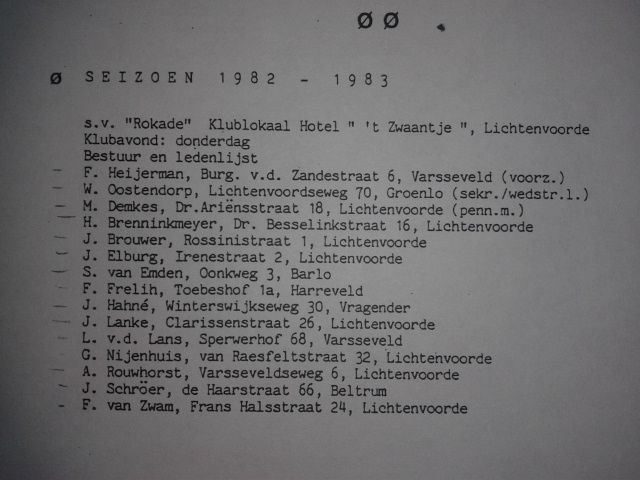 Ø Ø
Ø SEIZOEN 1982 - 1983
s.v. "Rokade" Klublokaal Hotel " 't Zwaantje ", Lichtenvoorde
Klubavond: donderdag
Bestuur en ledenlijst
- F. Heijerman, Burg. v.d. Zandestraat 6, Varsseveld (voorz.)
- W. Oostendorp, Lichtenvoordseweg 70, Groenlo (sekr./wedstr.l.)
- M. Demkes, Dr.Ariënsstraat 18, Lichtenvoorde (penn.m.)
- H. Brenninkmeyer, Dr. Besselinkstraat 16, Lichtenvoorde
- J. Brouwer, Rossinistraat 1, Lichtenvoorde
- J. Elburg, Irenestraat 2, Lichtenvoorde
- S. van Emden, Oonkweg 3, Barlo
- F. Frelih, Toebeshof 1a, Harreveld
- J. Hahné, Winterswijkseweg 30, Vragender
- J. Lanke, Clarissenstraat 26, Lichtenvoorde
- L. v.d. Lans, Sperwerhof 68, Varsseveld
- G. Nijenhuis, van Raesfeltstraat 32, Lichtenvoorde
- A. Rouwhorst, Varsseveldseweg 6, Lichtenvoorde
- J. Schröer, de Haarstraat 66, Beltrum
- F. van Zwam, Frans Halsstraat 24, Lichtenvoorde